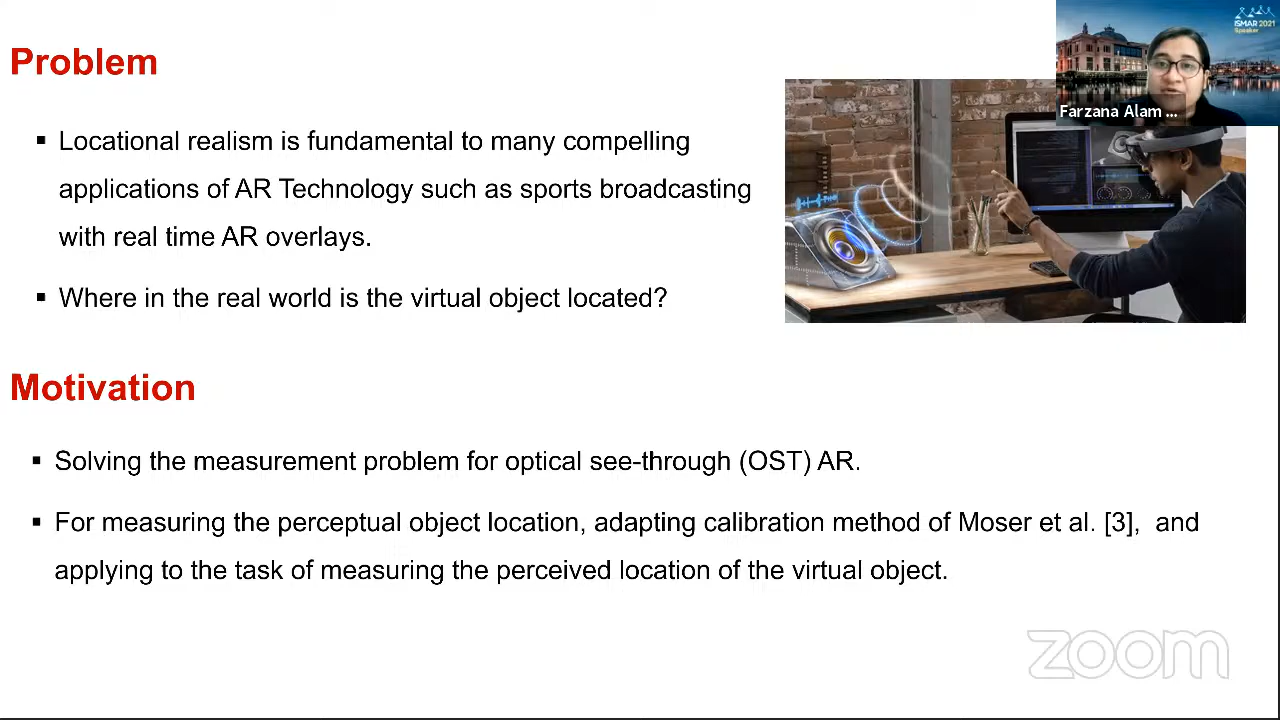 Problem
ISMAR 2021
Speaker
Farzana Alam ...
▪ Locational realism is fundamental to many compelling
applications of AR Technology such as sports broadcasting
with real time AR overlays.
▪ Where in the real world is the virtual object located?
Motivation
▪ Solving the measurement problem for optical see-through (OST) AR.
▪ For measuring the perceptual object location, adapting calibration method of Moser et al. [3], and
applying to the task of measuring the perceived location of the virtual object.
zoom